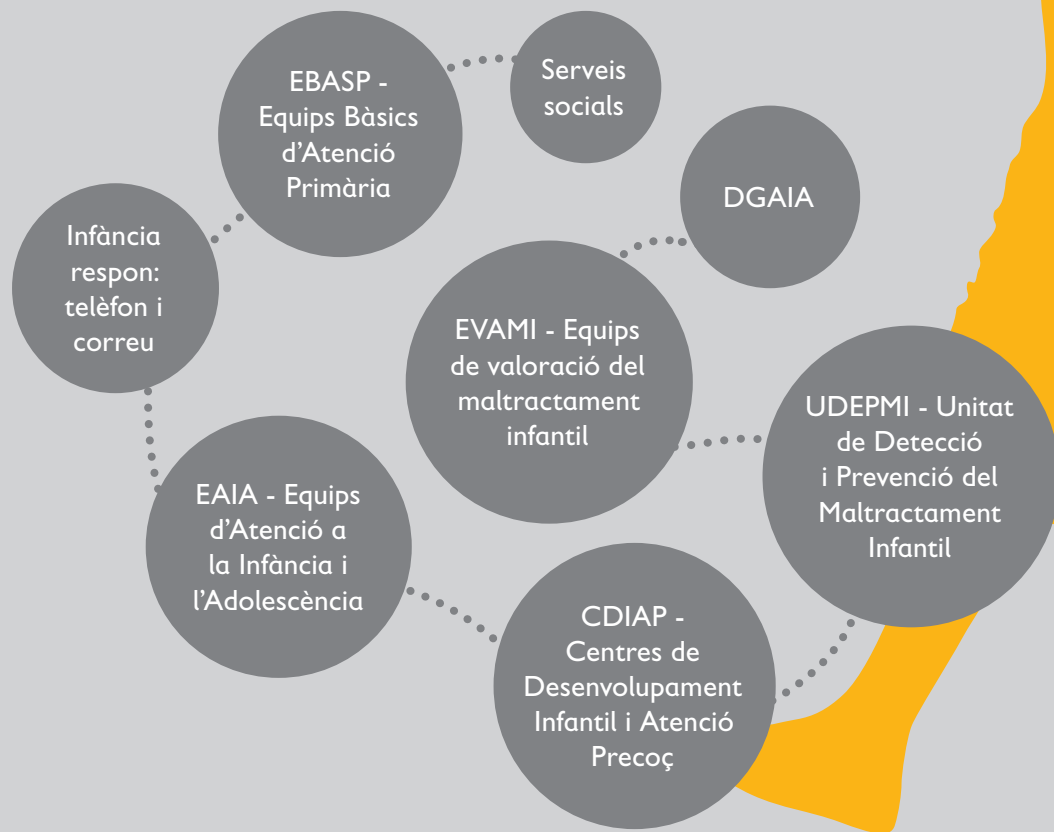 EBASP -
Equips Bàsics
d’Atenció
Primària
Serveis
socials
DGAIA
Infància
respon:
telèfon i
correu
EVAMI - Equips
de valoració del
maltractament
infantil
UDEPMI - Unitat
de Detecció
i Prevenció del
Maltractament
Infantil
EAIA - Equips
d’Atenció a
la Infància i
l’Adolescència
CDIAP -
Centres de
Desenvolupament
Infantil i Atenció
Precoç